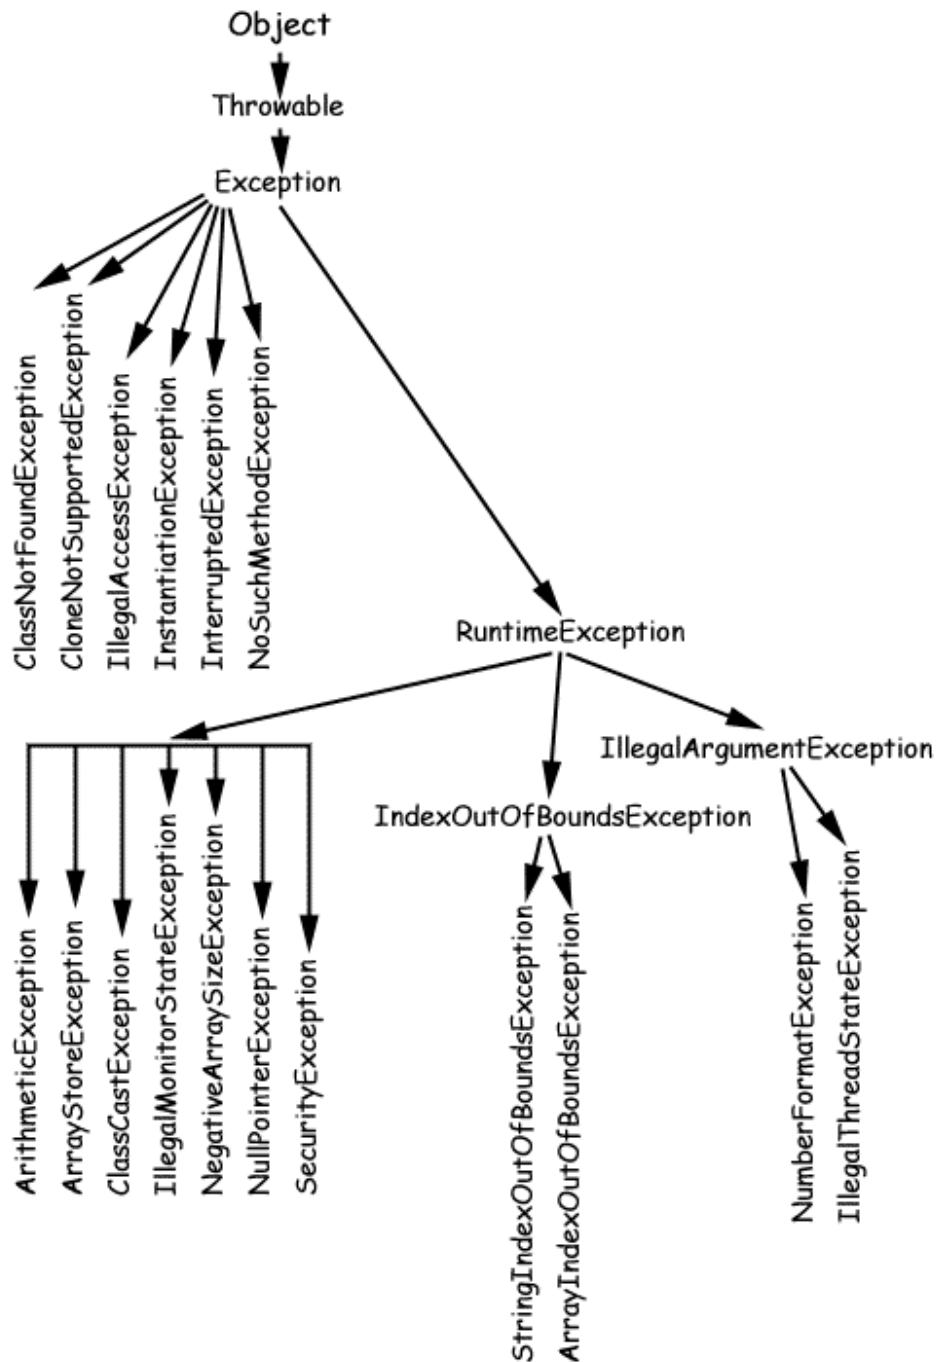 Object
Throwable
Exception
ClassNotFoundException
CloneNotSupportedException
IllegalAccessException
InstantiationException
InterruptedException
NoSuchMethodException
RuntimeException
IllegalArgumentException
IndexOutOfBoundsException
ArithmeticException
ArrayStoreException
ClassCastException
IllegalMonitorStateException
NegativeArraySizeException
NullPointerException
SecurityException
StringIndexOutOfBoundsException
ArrayIndexOutOfBoundsException
NumberFormatException
IllegalThreadStateException